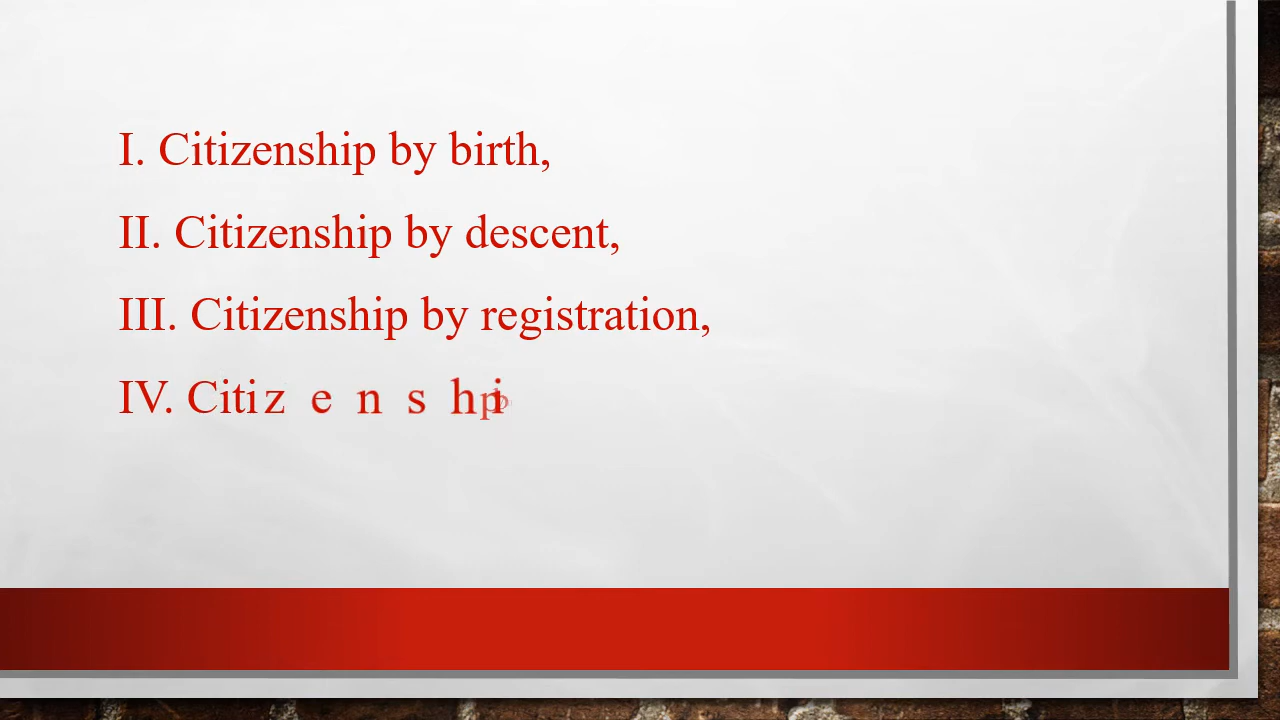 I. Citizenship by birth,
II. Citizenship by descent,
III. Citizenship by registration,
IV. Citizenship